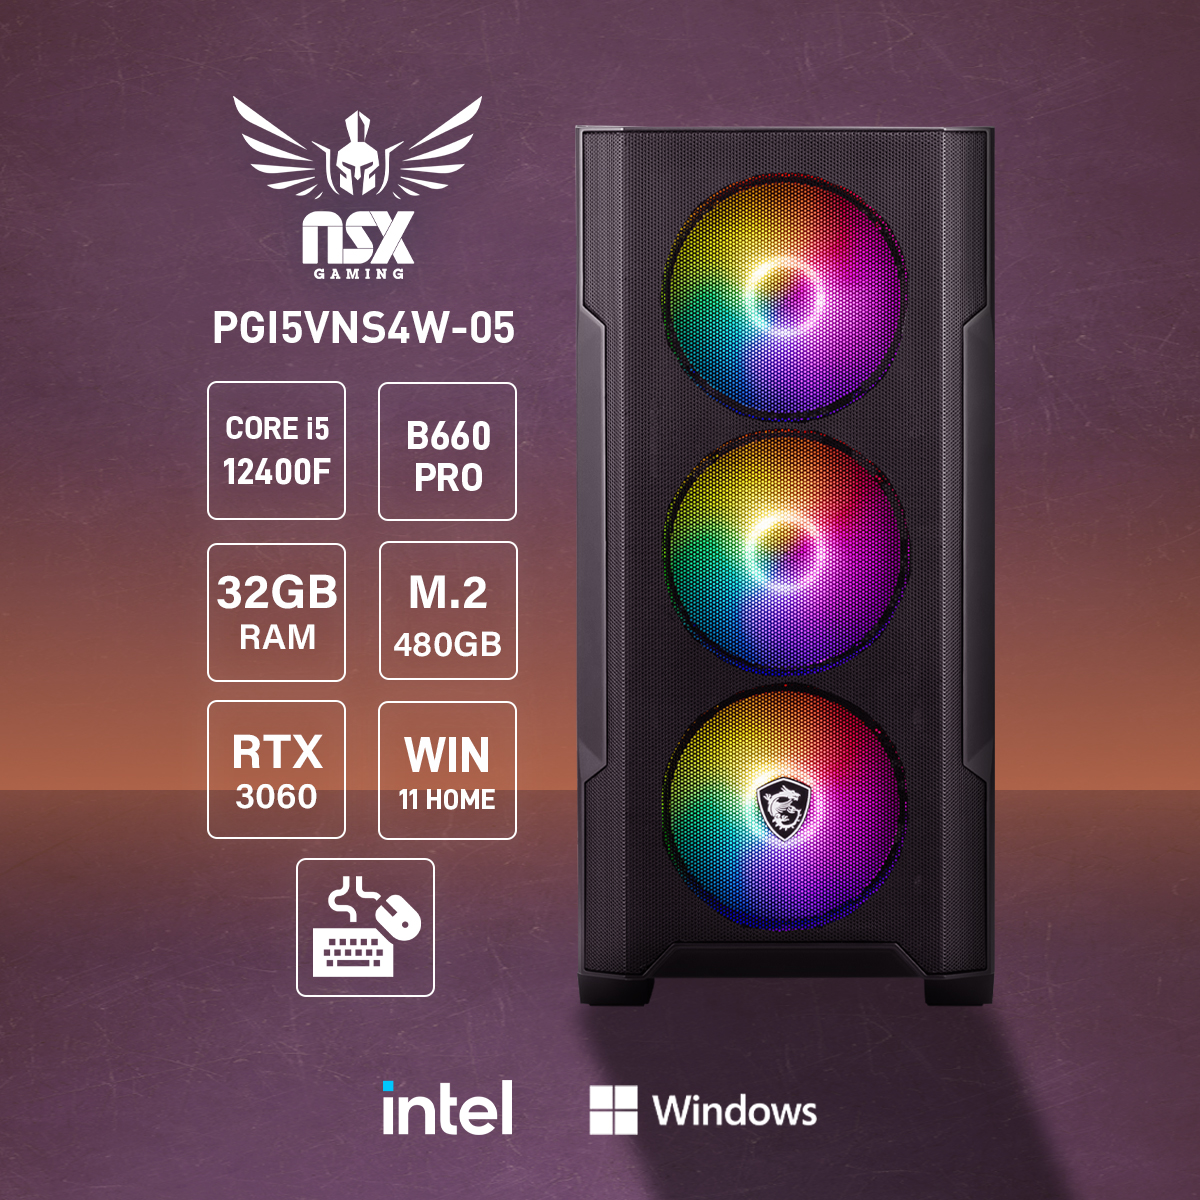 NSX
GAMING
PGI5VNS4W-05
CORE i5
12400F
B660
PRO
32GB
RAM
M.2
480GB
RTX
3060
WIN
11 HOME
intel
Windows